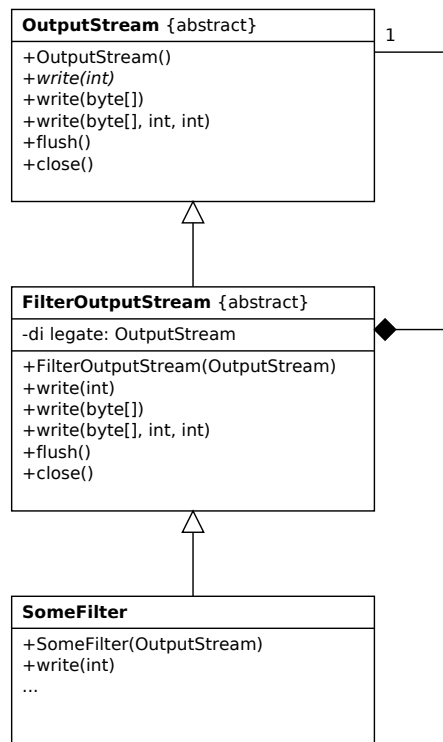 OutputStream {abstract}
1
+OutputStream()
+write(int)
+write(byte[])
+write(byte[], int, int)
+flush()
+close()
FilterOutputStream {abstract}
-di legate: OutputStream
+FilterOutputStream(OutputStream)
+write(int)
+write(byte[])
+write(byte[], int, int)
+flush()
+close()
SomeFilter
+SomeFilter(OutputStream)
+write(int)
...